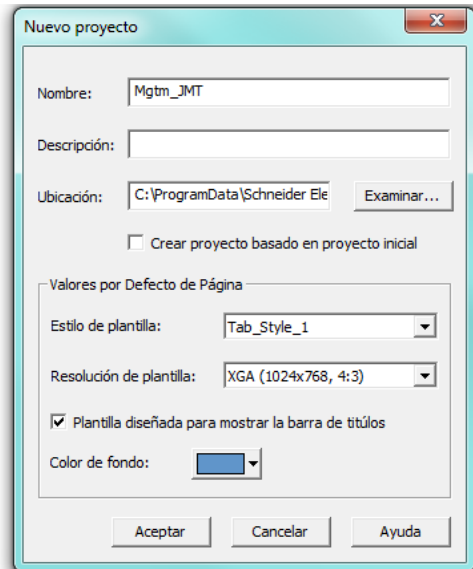 Nuevo proyecto
Nombre: Mgtm_JMT
Descripción:
Ubicación: C:\ProgramData\Schneider Ele Examinar...
Crear proyecto basado en proyecto inicial
Valores por Defecto de Página
Estilo de plantilla: Tab_Style_1
Resolución de plantilla: XGA (1024x768, 4:3)
Plantilla diseñada para mostrar la barra de titúlos
Color de fondo:
Aceptar Cancelar Ayuda